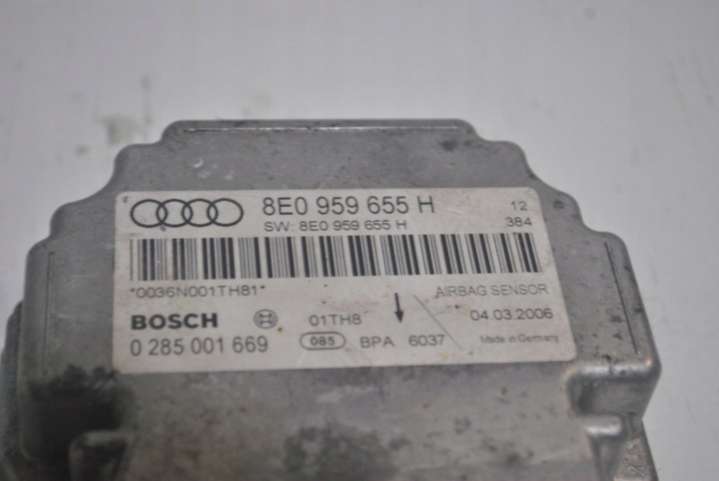 8E0 959 655 H 12
SW: 8E0 959 655 H 384
*0036N001TH81* AIRBAG SENSOR
BOSCH 01TH8 04.03.2006
0 285 001 669 085 BPA 6037 Made in Germany